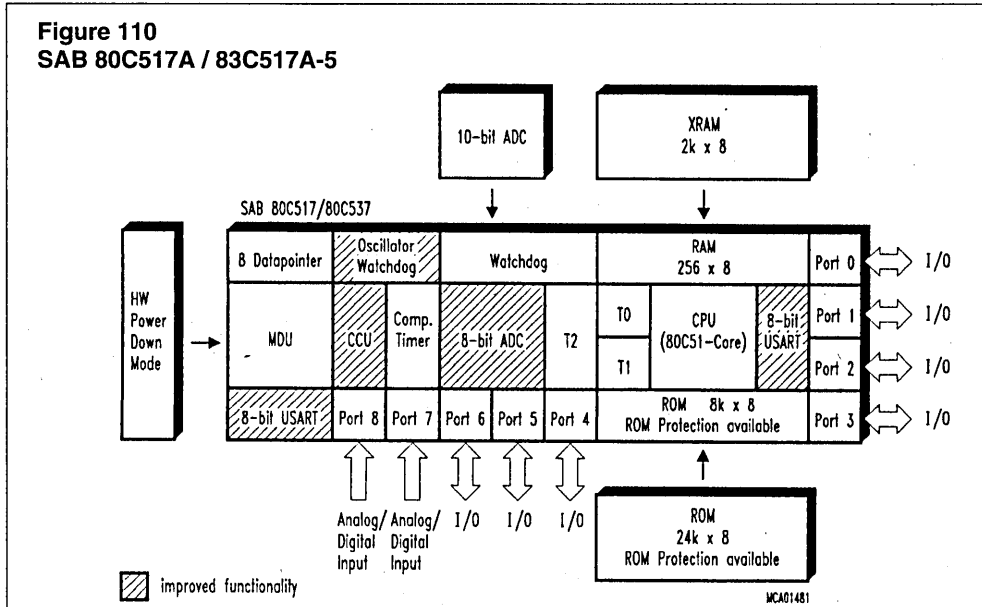 Figure 110
SAB 80C517A / 83C517A-5
10-bit ADC
XRAM
2k x 8
SAB 80C517/80C537
HW
Power
Down
Mode
8 Datapointer
Oscillator
Watchdog
Watchdog
RAM
256 x 8
Port 0
I/O
MDU
CCU
Comp.
Timer
8-bit ADC
T2
T0
T1
CPU
(80C51-Core)
8-bit
USART
Port 1
I/O
Port 2
I/O
8-bit USART
Port 8
Port 7
Port 6
Port 5
Port 4
ROM 8k x 8
ROM Protection available
Port 3
I/O
Analog/
Digital
Input
Analog/
Digital
Input
I/O
I/O
I/O
ROM
24k x 8
ROM Protection available
improved functionality
MCA01481